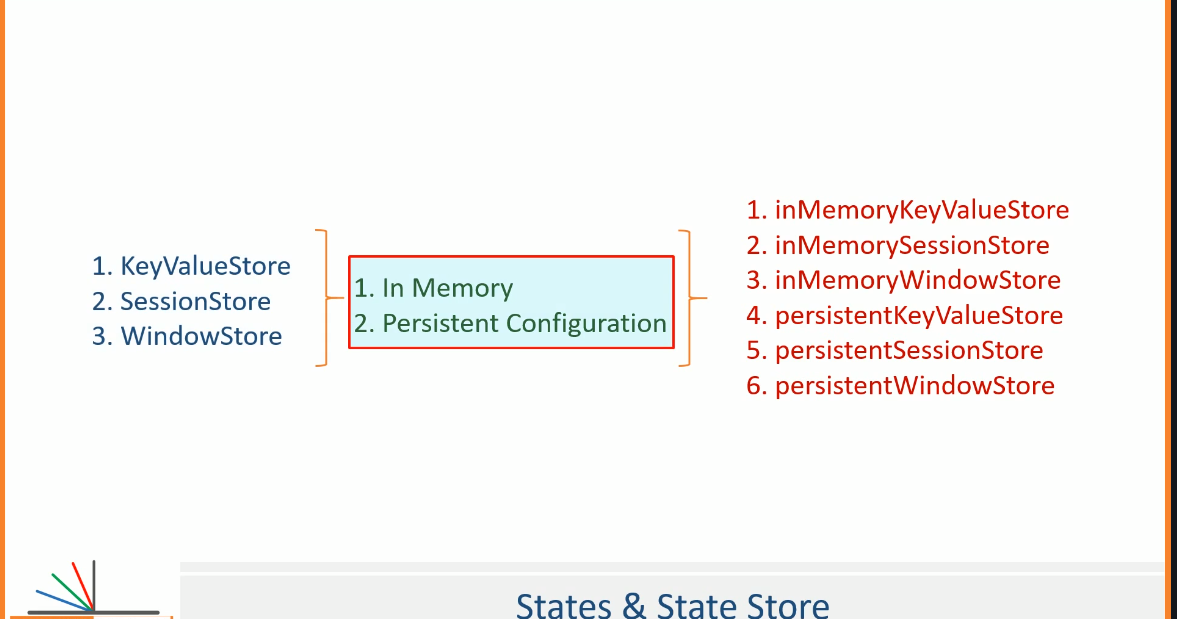 1. KeyValueStore
2. SessionStore
3. WindowStore
1. In Memory
2. Persistent Configuration
1. inMemoryKeyValueStore
2. inMemorySessionStore
3. inMemoryWindowStore
4. persistentKeyValueStore
5. persistentSessionStore
6. persistentWindowStore
States & State Store